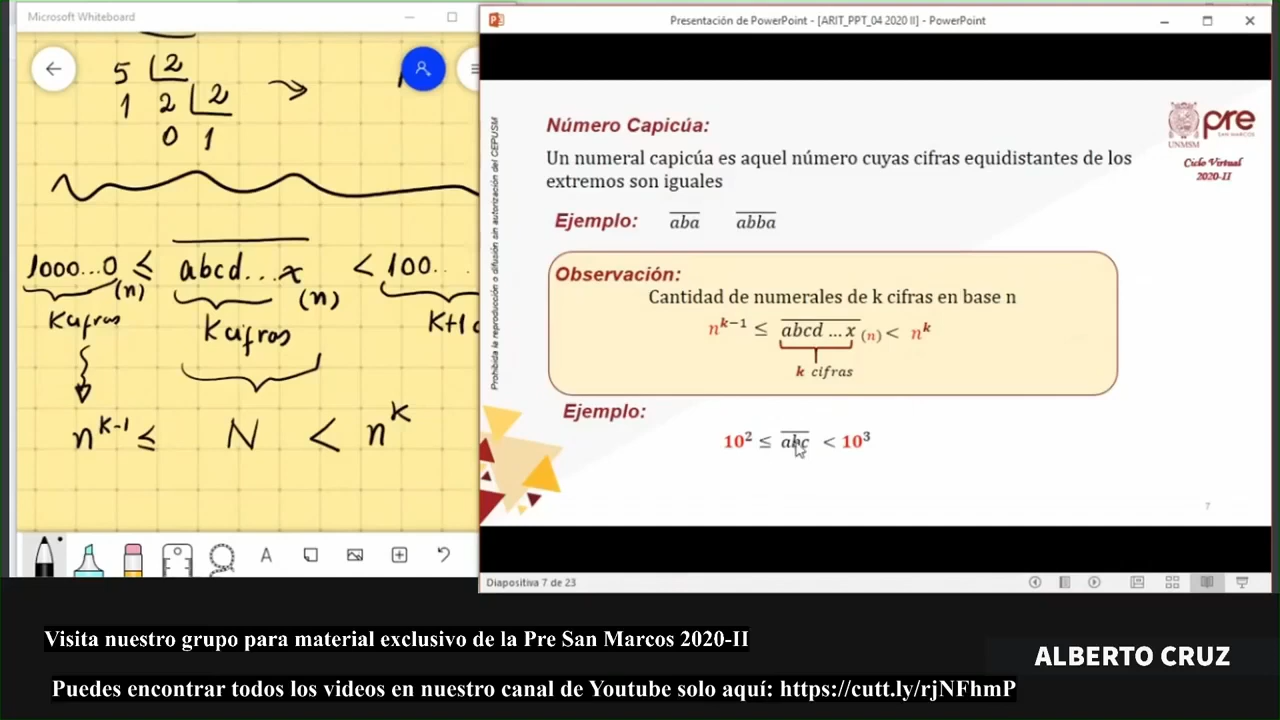 Microsoft Whiteboard
5 2
1 2 2
0 1
1000...0 ≤ abcd...x < 100..
(n) (n)
K cifras K cifras K+1 c
n^{K-1} ≤ N < n^K
Presentación de PowerPoint - [ARIT_PPT_04 2020 II] - PowerPoint
Prohibida la reproducción o difusión sin autorización del CEPUSM
pre
SAN MARCOS
UNMSM
Ciclo Virtual
2020-II
Número Capicúa:
Un numeral capicúa es aquel número cuyas cifras equidistantes de los
extremos son iguales
Ejemplo: aba abba
Observación:
Cantidad de numerales de k cifras en base n
n^{k−1} ≤ abcd … x (n) < n^k
k cifras
Ejemplo:
10² ≤ abc < 10³
7
Diapositiva 7 de 23
Visita nuestro grupo para material exclusivo de la Pre San Marcos 2020-II
ALBERTO CRUZ
Puedes encontrar todos los videos en nuestro canal de Youtube solo aquí: https://cutt.ly/rjNFhmP